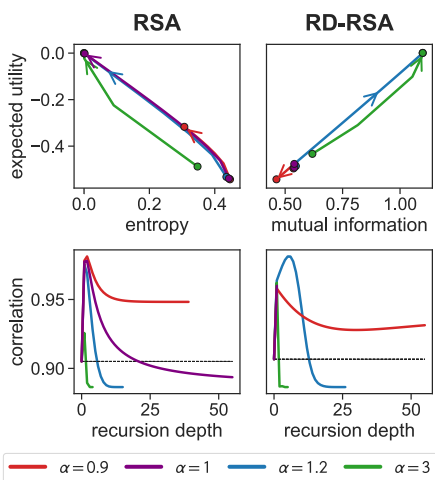 RSA RD-RSA
expected utility
0.0
−0.2
−0.4
0.0 0.2 0.4
entropy
0.50 0.75 1.00
mutual information
correlation
0.95
0.90
0 25 50
recursion depth
0 25 50
recursion depth
α=0.9 α=1 α=1.2 α=3